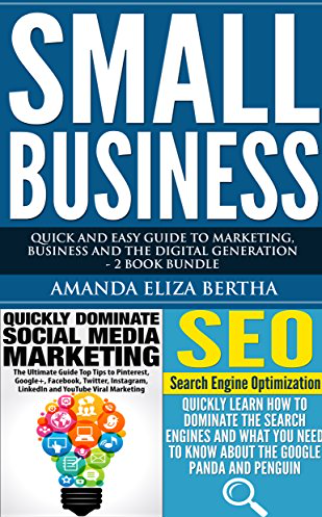 SMALL
BUSINESS
QUICK AND EASY GUIDE TO MARKETING,
BUSINESS AND THE DIGITAL GENERATION
- 2 BOOK BUNDLE
AMANDA ELIZA BERTHA
QUICKLY DOMINATE
SOCIAL MEDIA
MARKETING
The Ultimate Guide Top Tips to Pinterest,
Google+, Facebook, Twitter, Instagram,
LinkedIn and YouTube Viral Marketing
SEO
Search Engine Optimization
QUICKLY LEARN HOW TO
DOMINATE THE SEARCH
ENGINES AND WHAT YOU NEED
TO KNOW ABOUT THE GOOGLE
PANDA AND PENGUIN